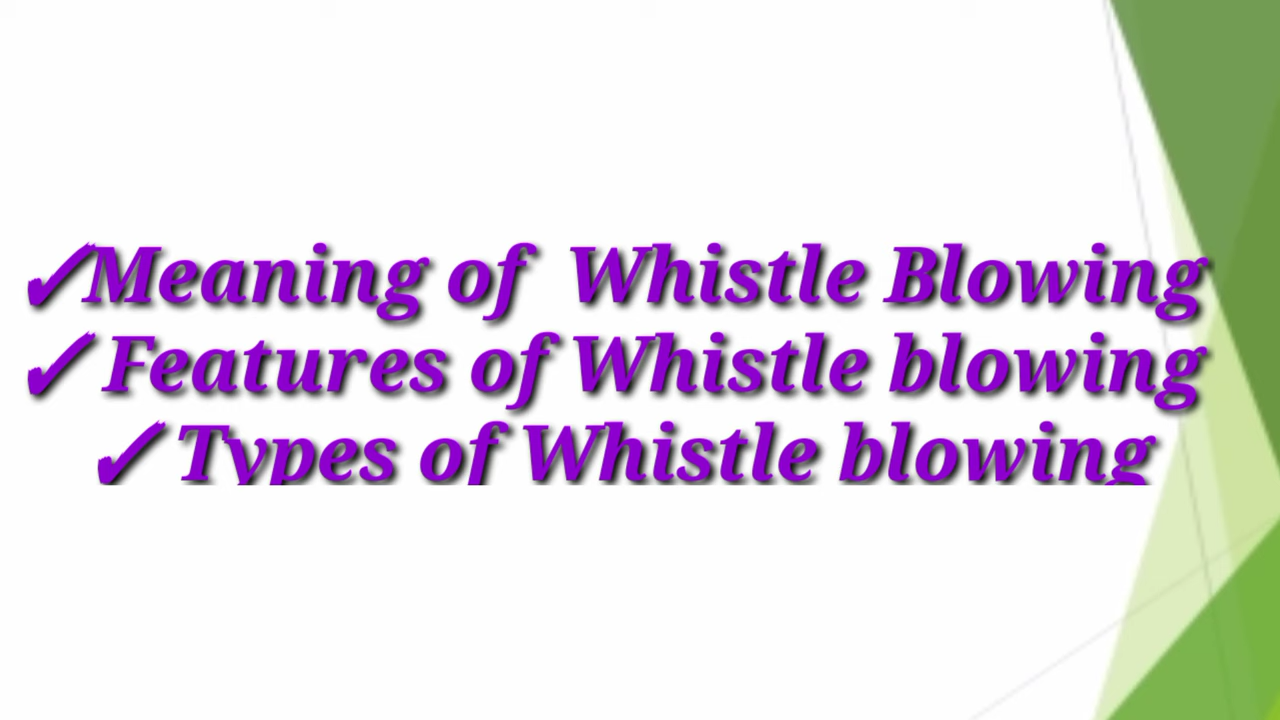 ✓Meaning of Whistle Blowing
✓ Features of Whistle blowing
✓ Types of Whistle blowing